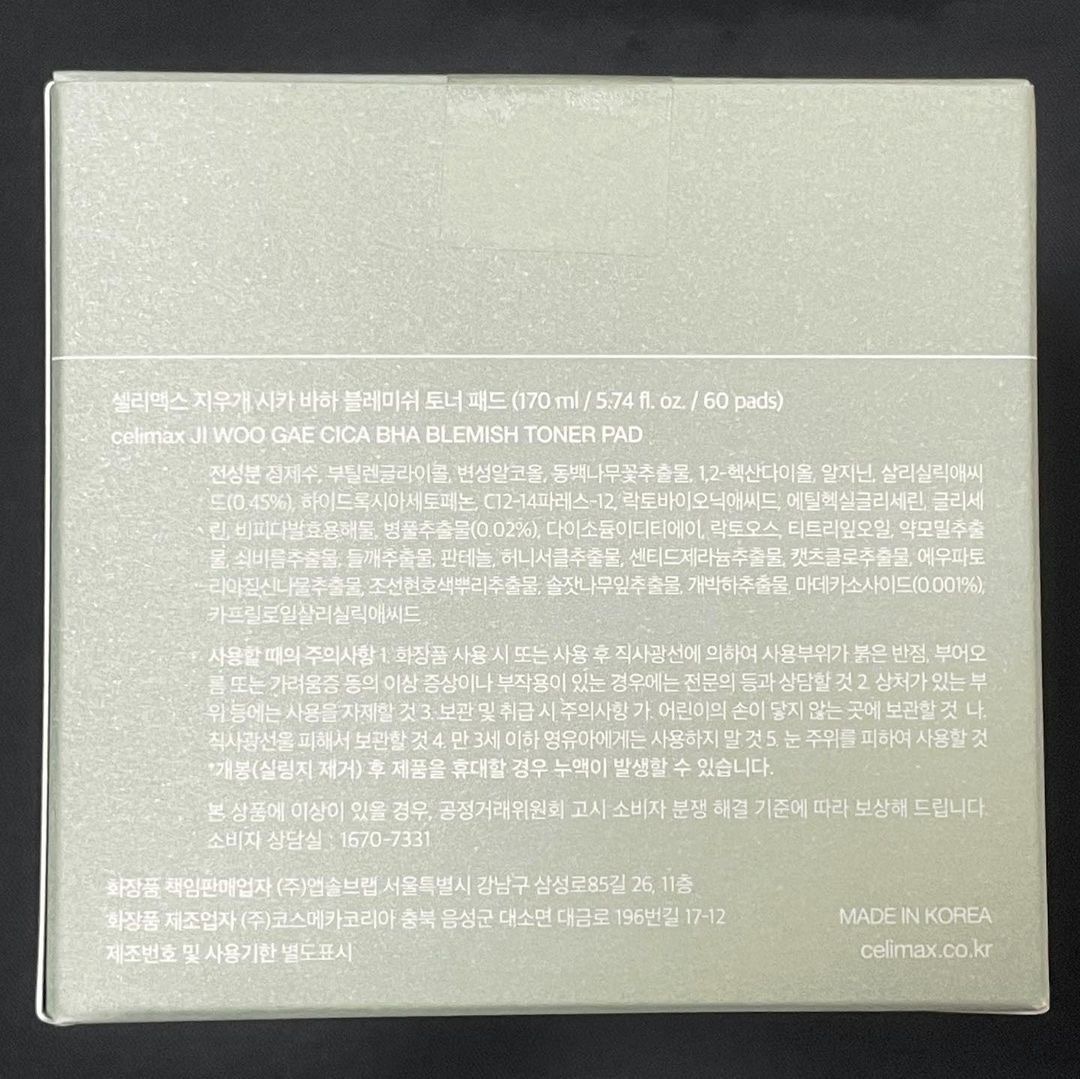 셀리맥스 지우개 시카 바하 블레미쉬 토너 패드 (170 ml / 5.74 fl. oz. / 60 pads)
celimax JI WOO GAE CICA BHA BLEMISH TONER PAD
전성분 정제수, 부틸렌글라이콜, 변성알코올, 동백나무꽃추출물, 1,2-헥산다이올, 알지닌, 살리실릭애씨
드(0.45%), 하이드록시아세토페논, C12-14파레스-12, 락토바이오닉애씨드, 에틸헥실글리세린, 글리세
린, 비피다발효용해물, 병풀추출물(0.02%), 다이소듐이디티에이, 락토오스, 티트리잎오일, 약모밀추출
물, 쇠비름추출물, 들깨추출물, 판테놀, 허니서클추출물, 센티드제라늄추출물, 캣츠클로추출물, 에우파토
리아짚신나물추출물, 조선현호색뿌리추출물, 솔잣나무잎추출물, 개박하추출물, 마데카소사이드(0.001%),
카프릴로일살리실릭애씨드
사용할 때의 주의사항 1. 화장품 사용 시 또는 사용 후 직사광선에 의하여 사용부위가 붉은 반점, 부어오
름 또는 가려움증 등의 이상 증상이나 부작용이 있는 경우에는 전문의 등과 상담할 것 2. 상처가 있는 부
위 등에는 사용을 자제할 것 3. 보관 및 취급 시 주의사항 가. 어린이의 손이 닿지 않는 곳에 보관할 것 나.
직사광선을 피해서 보관할 것 4. 만 3세 이하 영유아에게는 사용하지 말 것 5. 눈 주위를 피하여 사용할 것
*개봉(실링지 제거) 후 제품을 휴대할 경우 누액이 발생할 수 있습니다.
본 상품에 이상이 있을 경우, 공정거래위원회 고시 소비자 분쟁 해결 기준에 따라 보상해 드립니다.
소비자 상담실 : 1670-7331
화장품 책임판매업자 (주)앱솔브랩 서울특별시 강남구 삼성로85길 26, 11층
화장품 제조업자 (주)코스메카코리아 충북 음성군 대소면 대금로 196번길 17-12
제조번호 및 사용기한 별도표시
MADE IN KOREA
celimax.co.kr